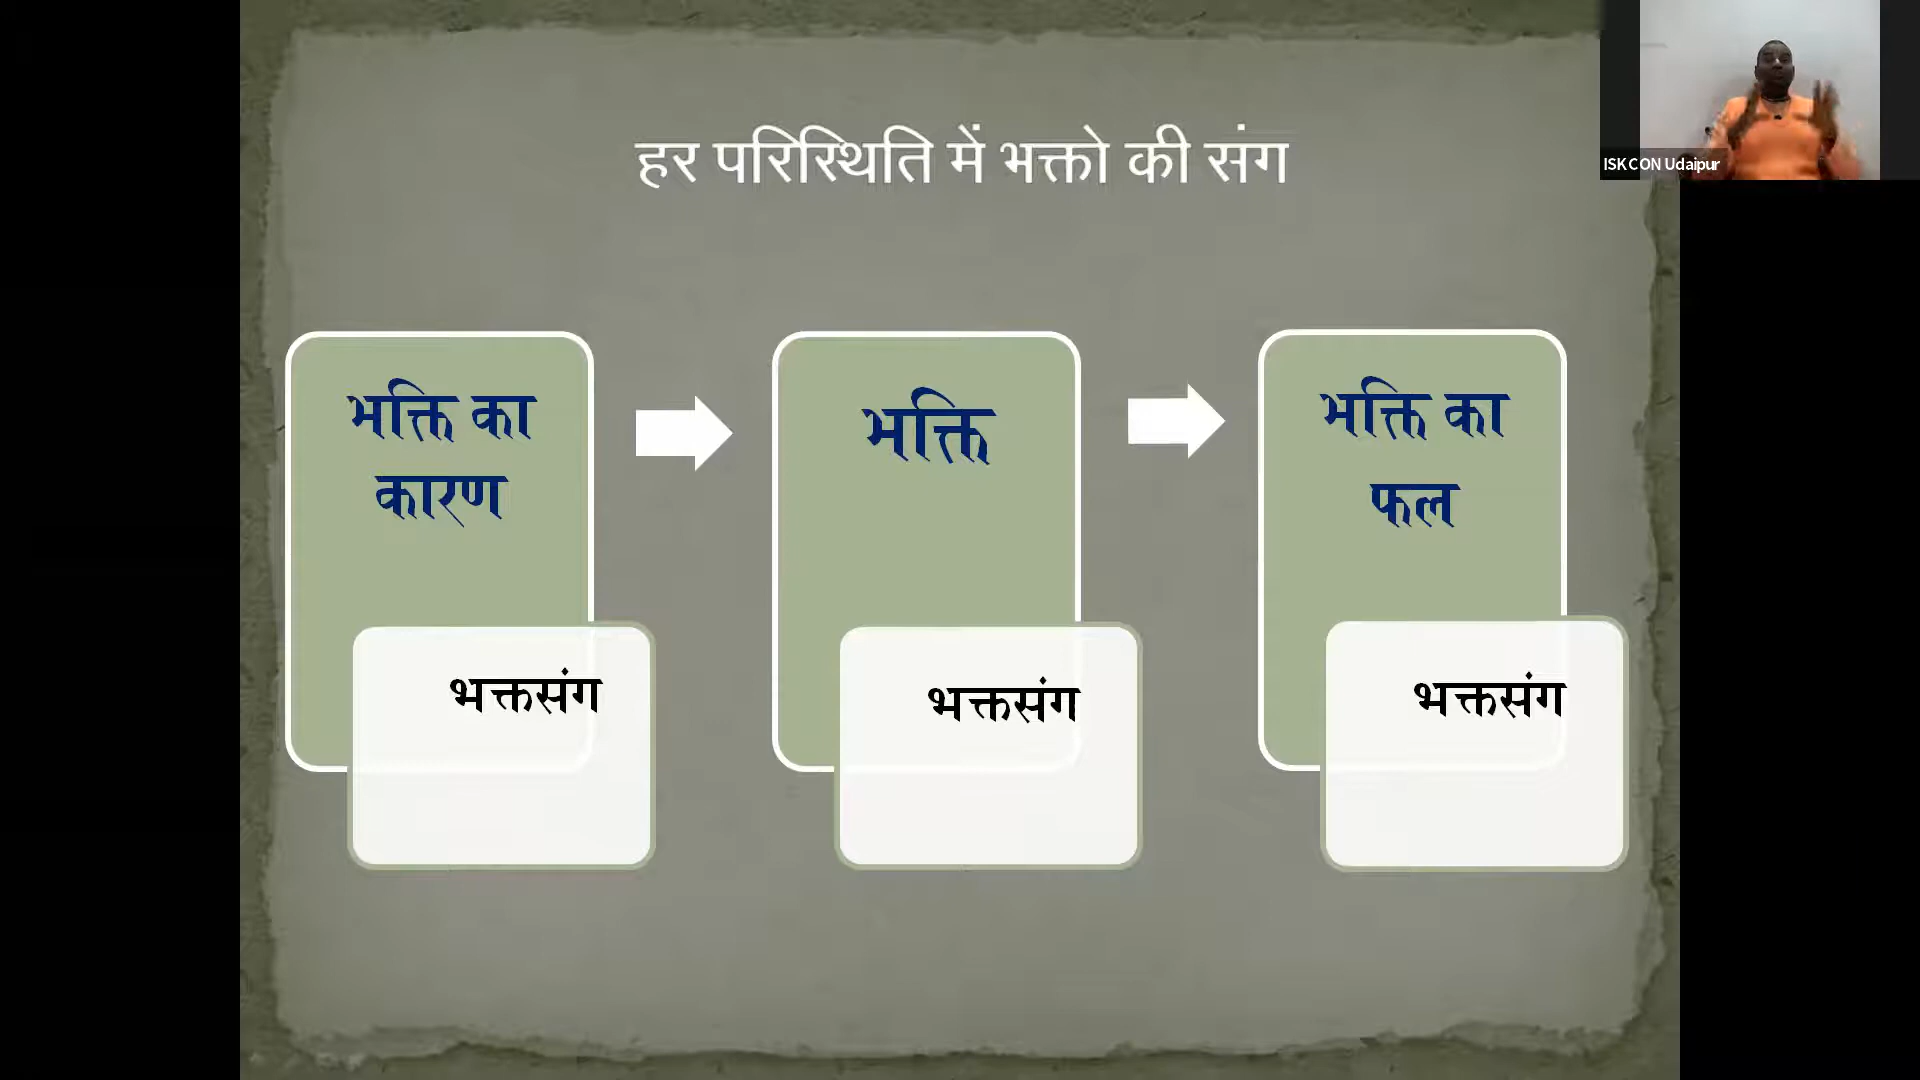 हर परिस्थिति में भक्तो की संग
ISKCON Udaipur
भक्ति का
कारण
भक्तसंग
भक्ति
भक्तसंग
भक्ति का
फल
भक्तसंग